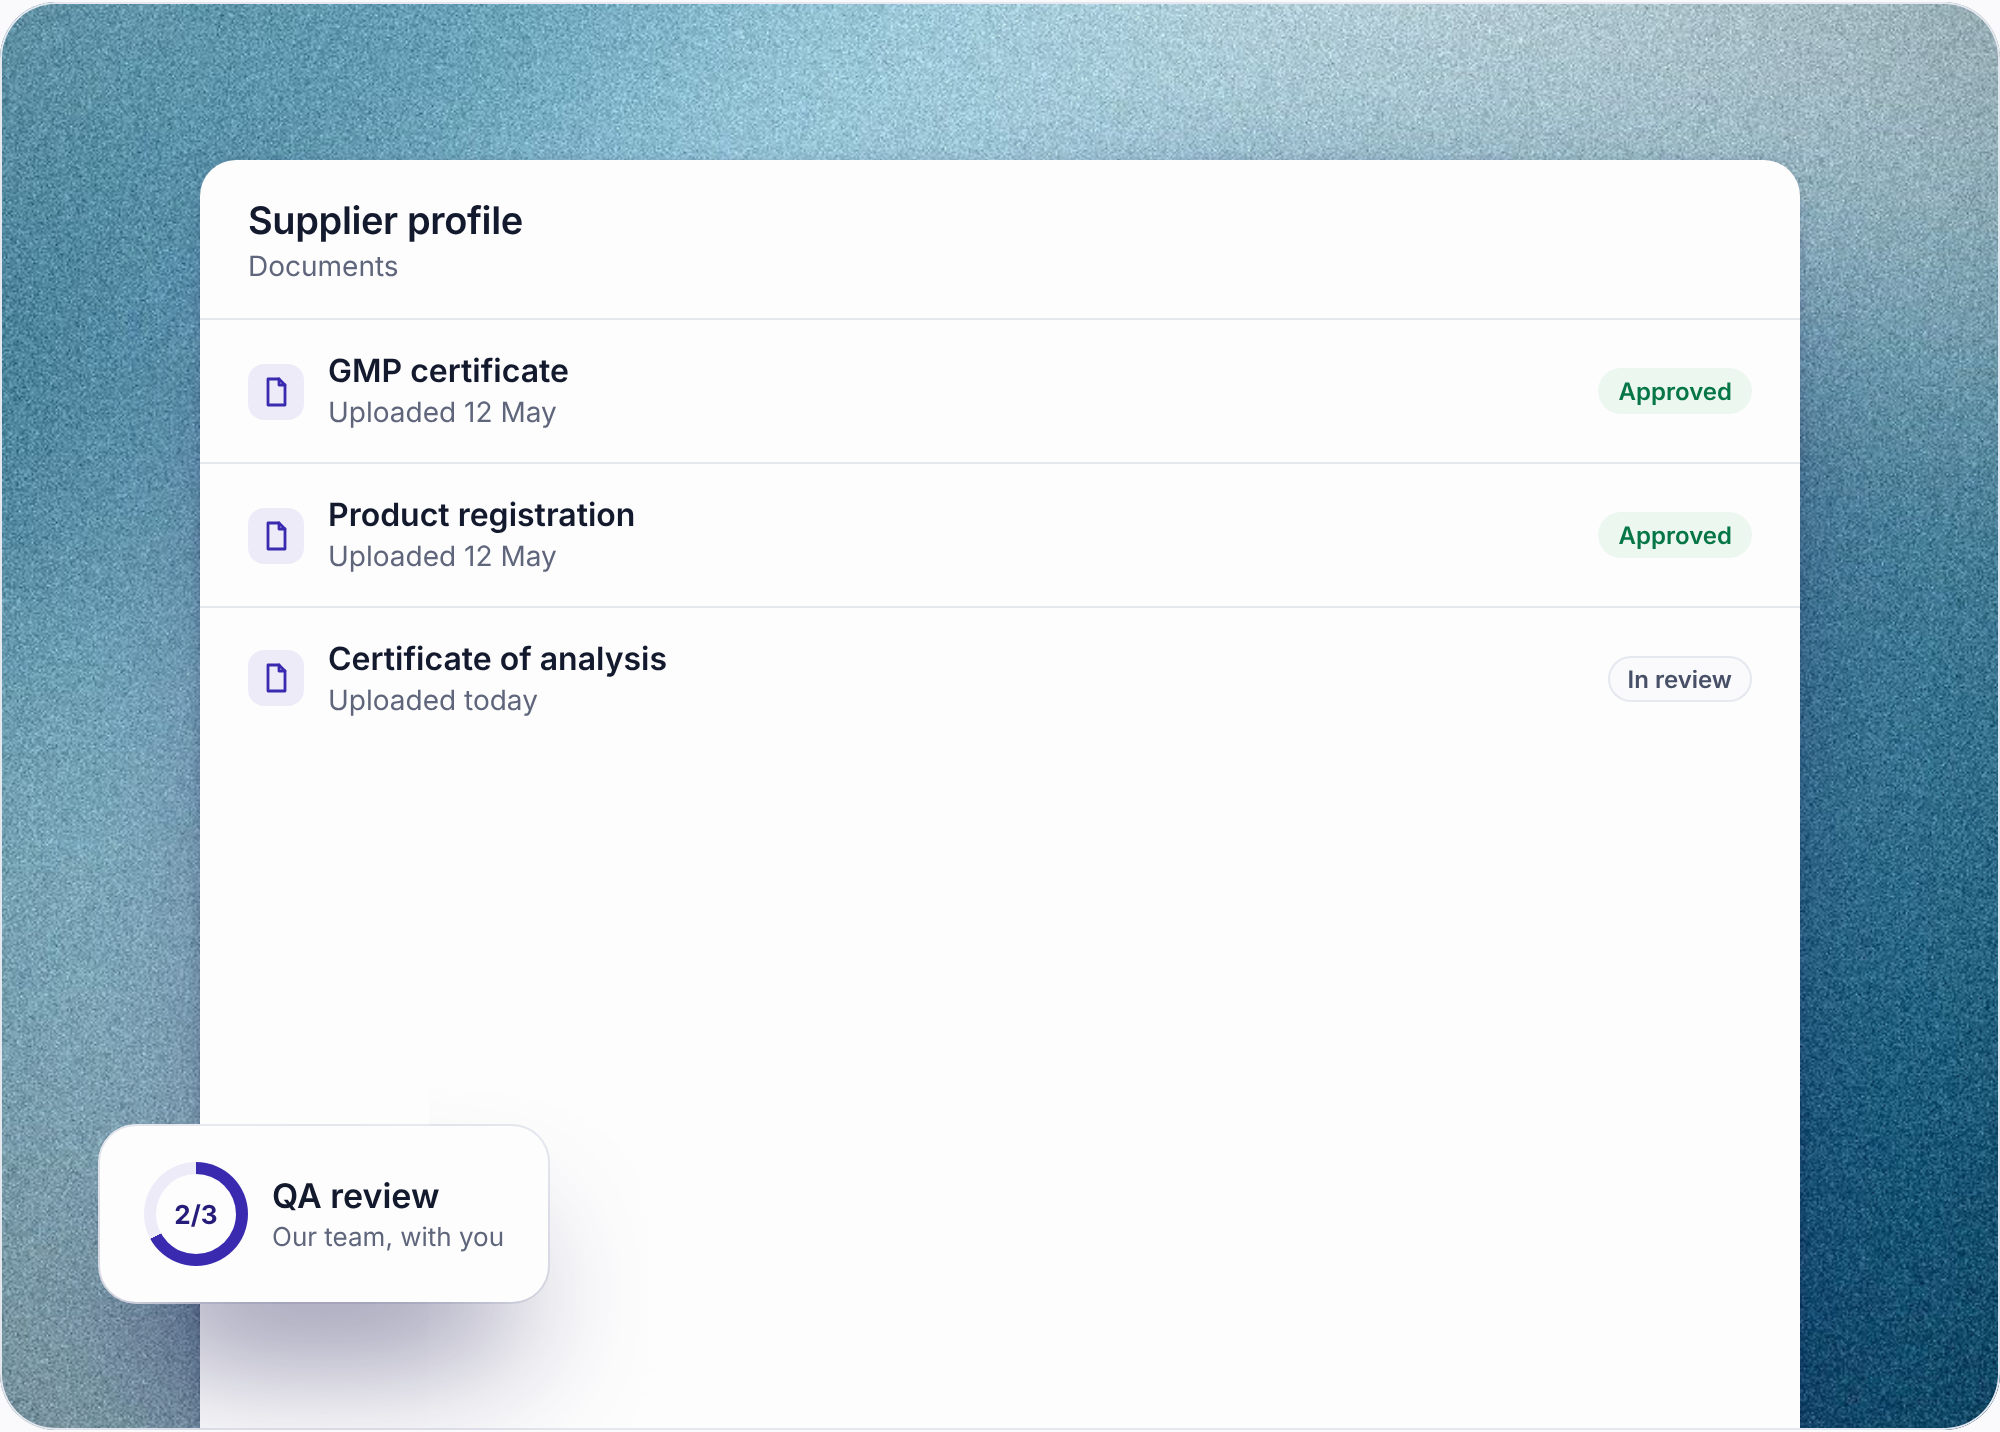 Supplier profile
Documents
GMP certificate
Uploaded 12 May
Approved
Product registration
Uploaded 12 May
Approved
Certificate of analysis
Uploaded today
In review
2/3
QA review
Our team, with you